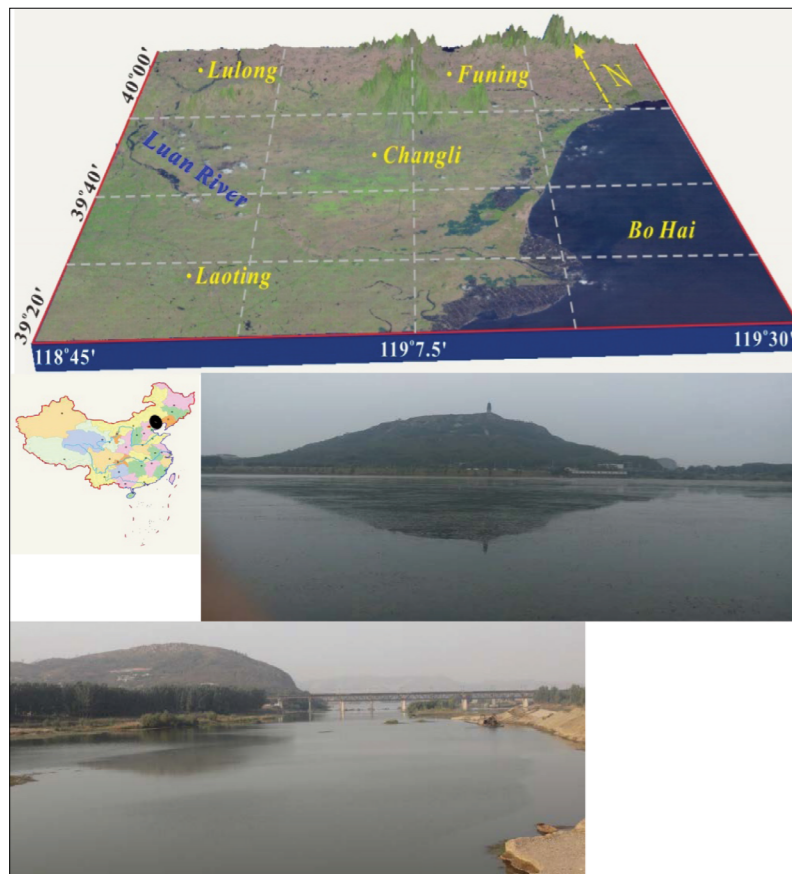 40°00'
Lulong
Funing
N
Luan River
Changli
39°40'
Bo Hai
Laoting
39°20'
118°45'
119°7.5'
119°30'